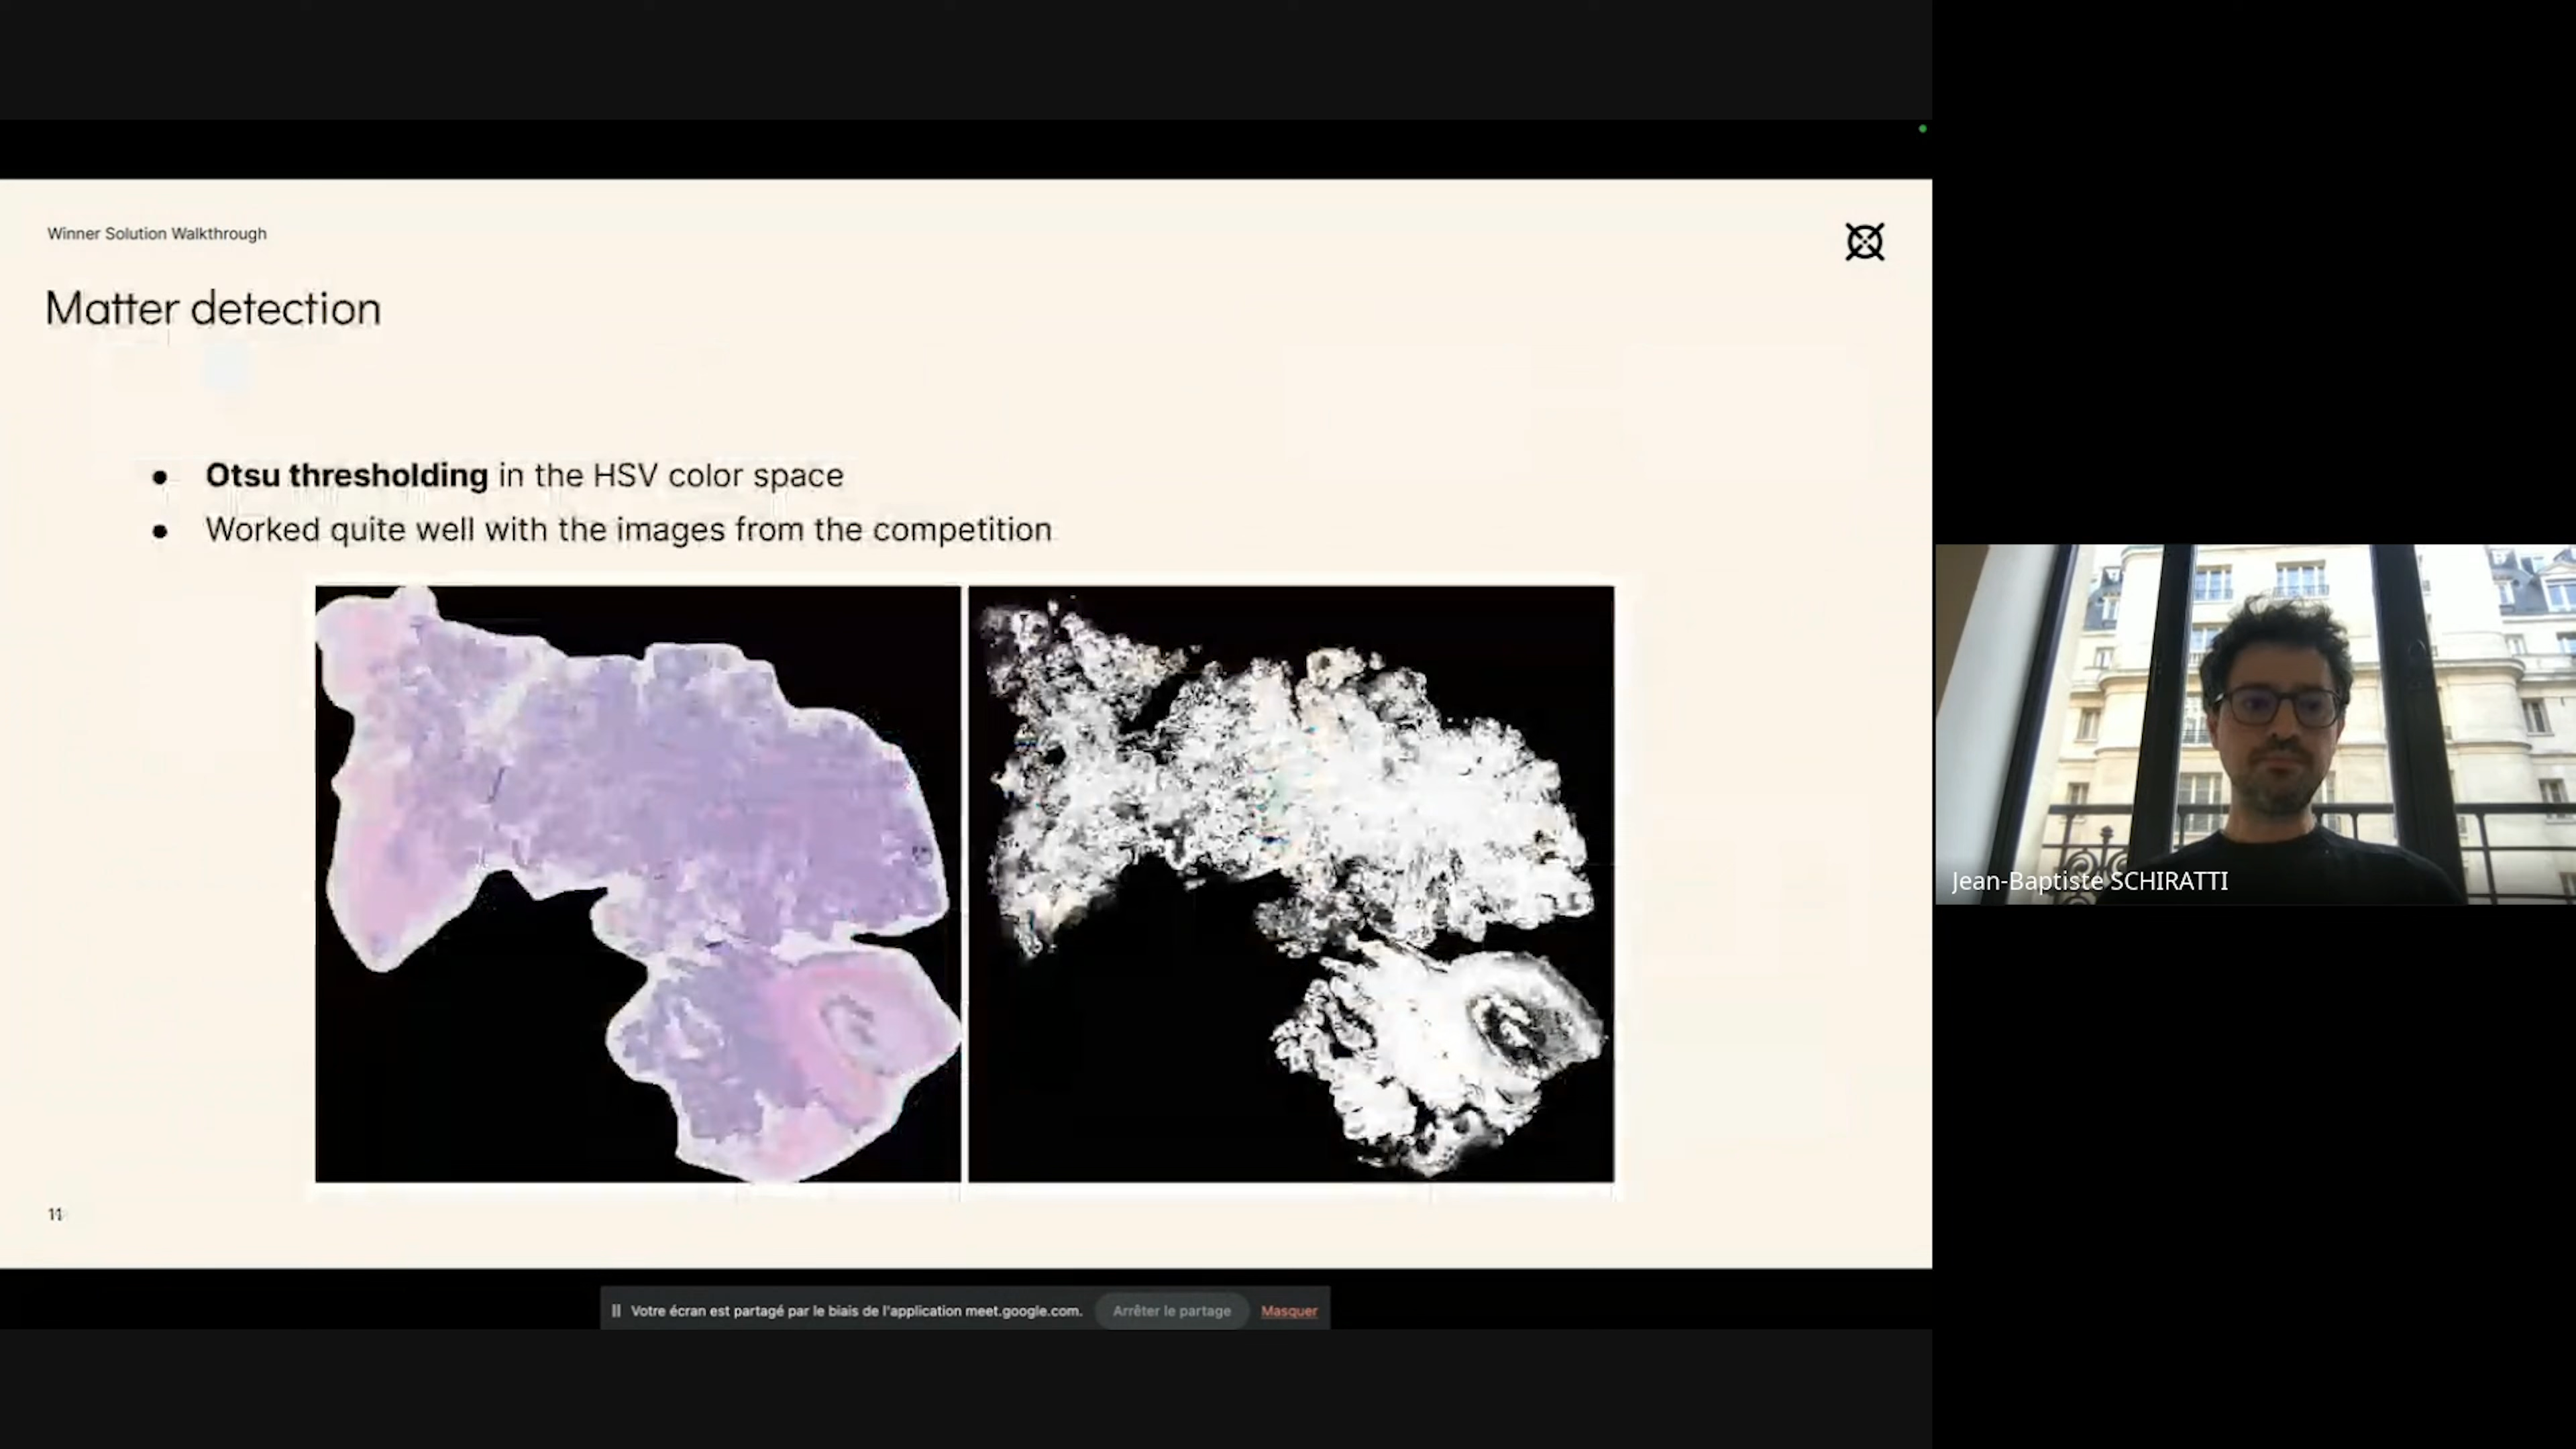 Winner Solution Walkthrough
Matter detection
● Otsu thresholding in the HSV color space
● Worked quite well with the images from the competition
Jean-Baptiste SCHIRATTI
11
Votre écran est partagé par le biais de l'application meet.google.com. Arrêter le partage Masquer